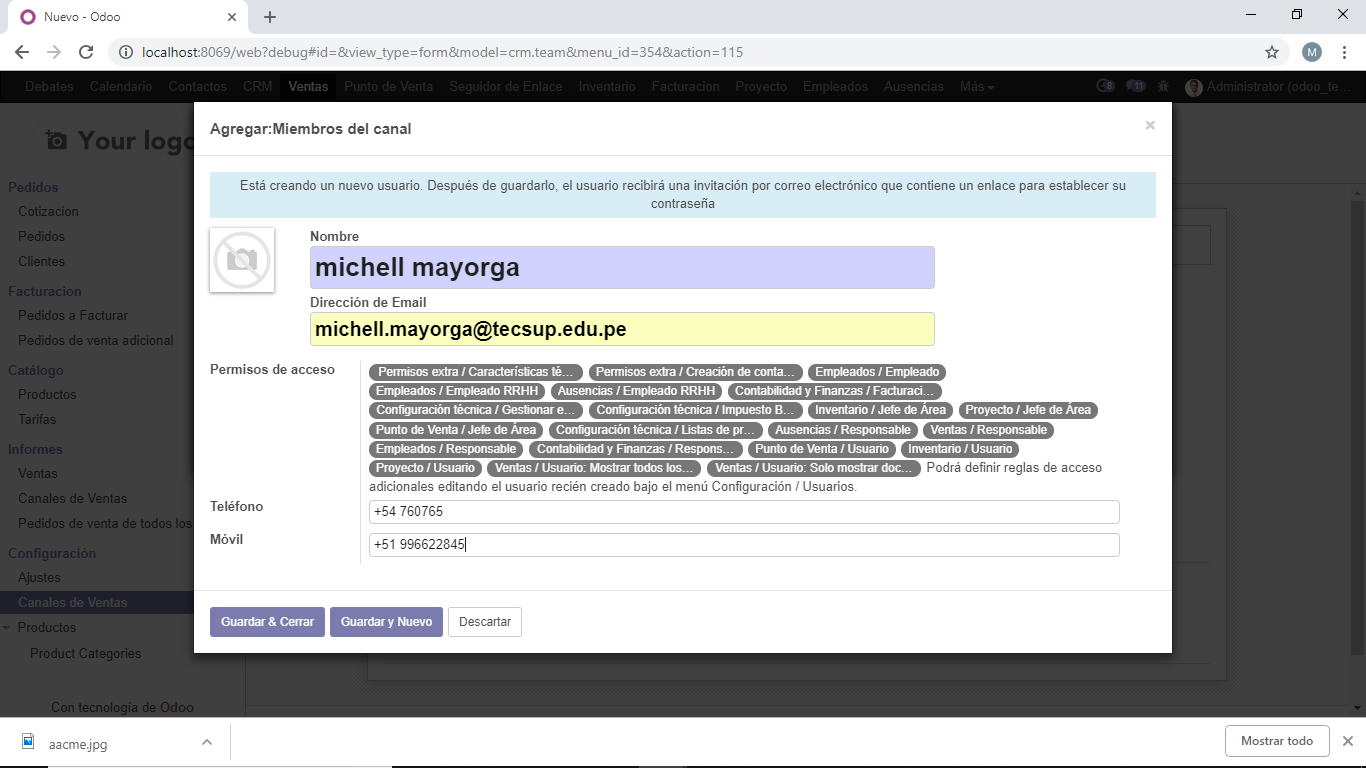 Nuevo - Odoo
localhost:8069/web?debug#id=&view_type=form&model=crm.team&menu_id=354&action=115
M
Debates Calendario Contactos CRM Ventas Punto de Venta Seguidor de Enlace Inventario Facturacion Proyecto Empleados Ausencias Más 8 11 Administrator (odoo_te...
Your logo
Agregar:Miembros del canal
Está creando un nuevo usuario. Después de guardarlo, el usuario recibirá una invitación por correo electrónico que contiene un enlace para establecer su
contraseña
Nombre
michell mayorga
Dirección de Email
michell.mayorga@tecsup.edu.pe
Permisos de acceso
Permisos extra / Características té... Permisos extra / Creación de conta... Empleados / Empleado
Empleados / Empleado RRHH Ausencias / Empleado RRHH Contabilidad y Finanzas / Facturaci...
Configuración técnica / Gestionar e... Configuración técnica / Impuesto B... Inventario / Jefe de Área Proyecto / Jefe de Área
Punto de Venta / Jefe de Área Configuración técnica / Listas de pr... Ausencias / Responsable Ventas / Responsable
Empleados / Responsable Contabilidad y Finanzas / Respons... Punto de Venta / Usuario Inventario / Usuario
Proyecto / Usuario Ventas / Usuario: Mostrar todos los... Ventas / Usuario: Solo mostrar doc... Podrá definir reglas de acceso
adicionales editando el usuario recién creado bajo el menú Configuración / Usuarios.
Teléfono
+54 760765
Móvil
+51 996622845
Guardar & Cerrar Guardar y Nuevo Descartar
Pedidos
Cotizacion
Pedidos
Clientes
Facturacion
Pedidos a Facturar
Pedidos de venta adicional
Catálogo
Productos
Tarifas
Informes
Ventas
Canales de Ventas
Pedidos de venta de todos los
Configuración
Ajustes
Canales de Ventas
Productos
Product Categories
Con tecnología de Odoo
aacme.jpg
Mostrar todo